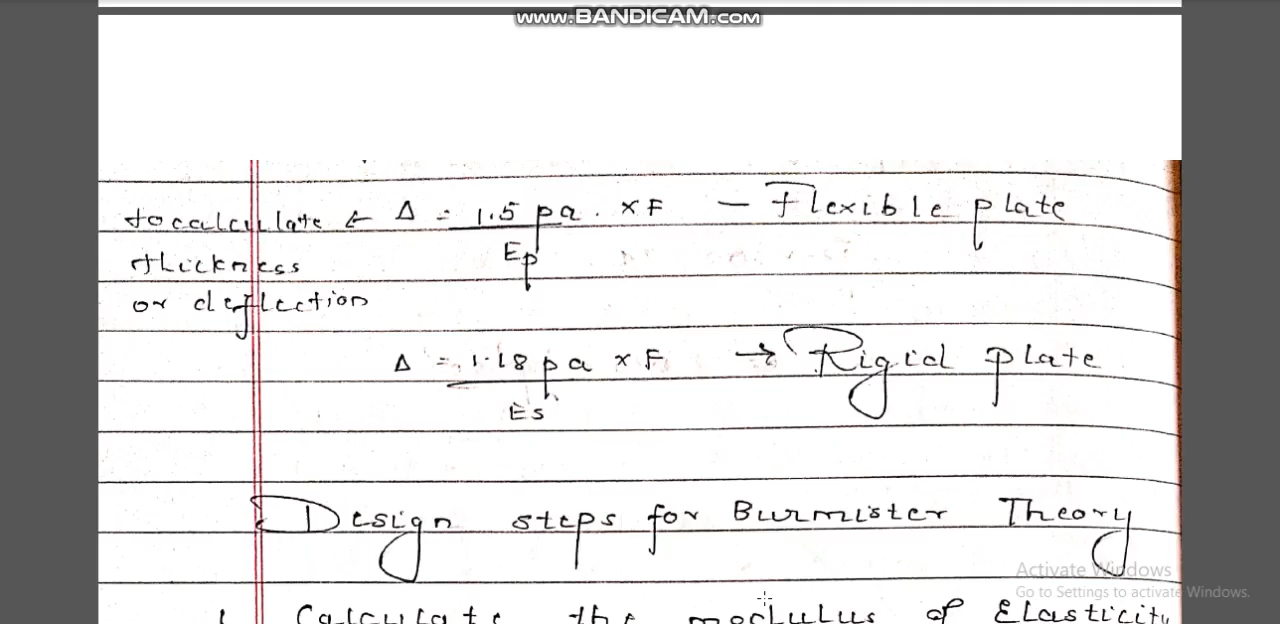 WWW.BANDICAM.COM
to calculate ← Δ = 1.5 pa. × F — Flexible plate
thickness Ep
or deflection
Δ = 1.18 pa × F → Rigid plate
Es
Design steps for Burmister Theory
Activate Windows
Go to Settings to activate Windows.
1 Calculate the modulus of Elasticity